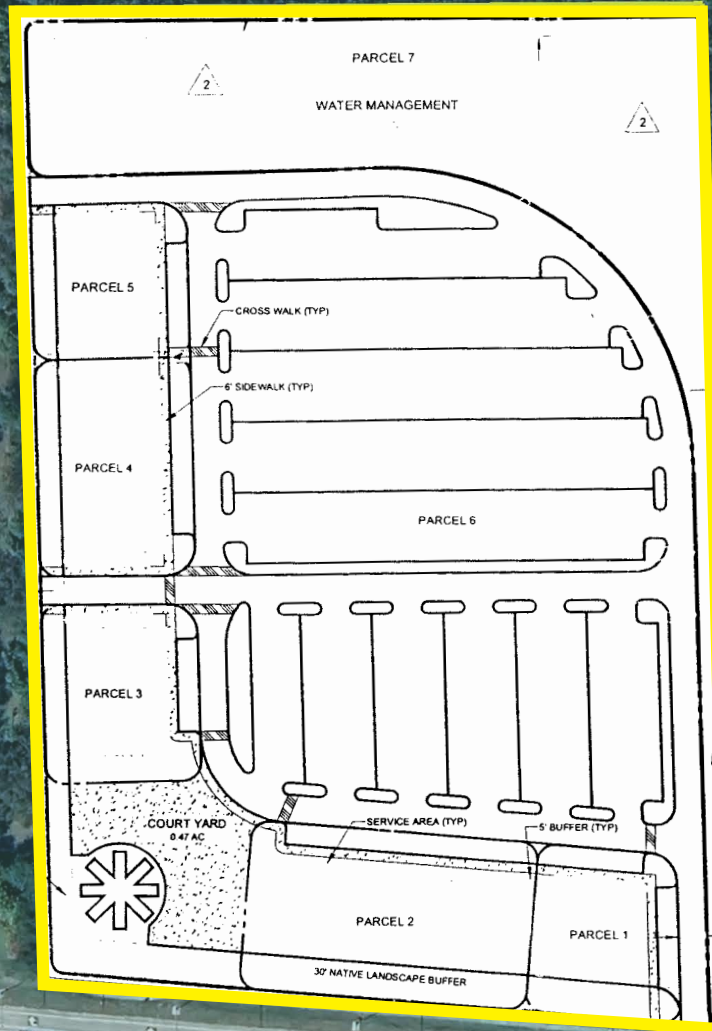 PARCEL 7
2
WATER MANAGEMENT
2
PARCEL 5
CROSS WALK (TYP)
6' SIDEWALK (TYP)
PARCEL 4
PARCEL 6
PARCEL 3
COURT YARD
0.47 AC
SERVICE AREA (TYP)
5' BUFFER (TYP)
PARCEL 2
PARCEL 1
30' NATIVE LANDSCAPE BUFFER